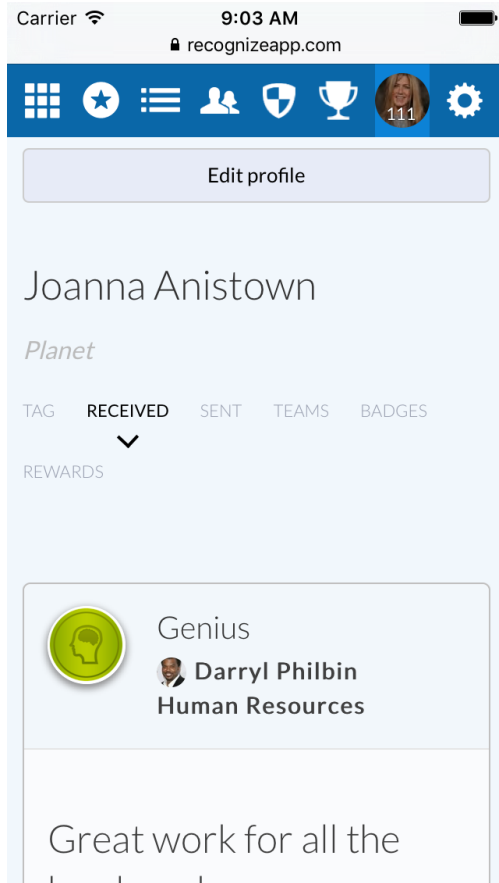 Carrier 9:03 AM
recognizeapp.com
111
Edit profile
Joanna Anistown
Planet
TAG RECEIVED SENT TEAMS BADGES
REWARDS
Genius
Darryl Philbin
Human Resources
Great work for all the